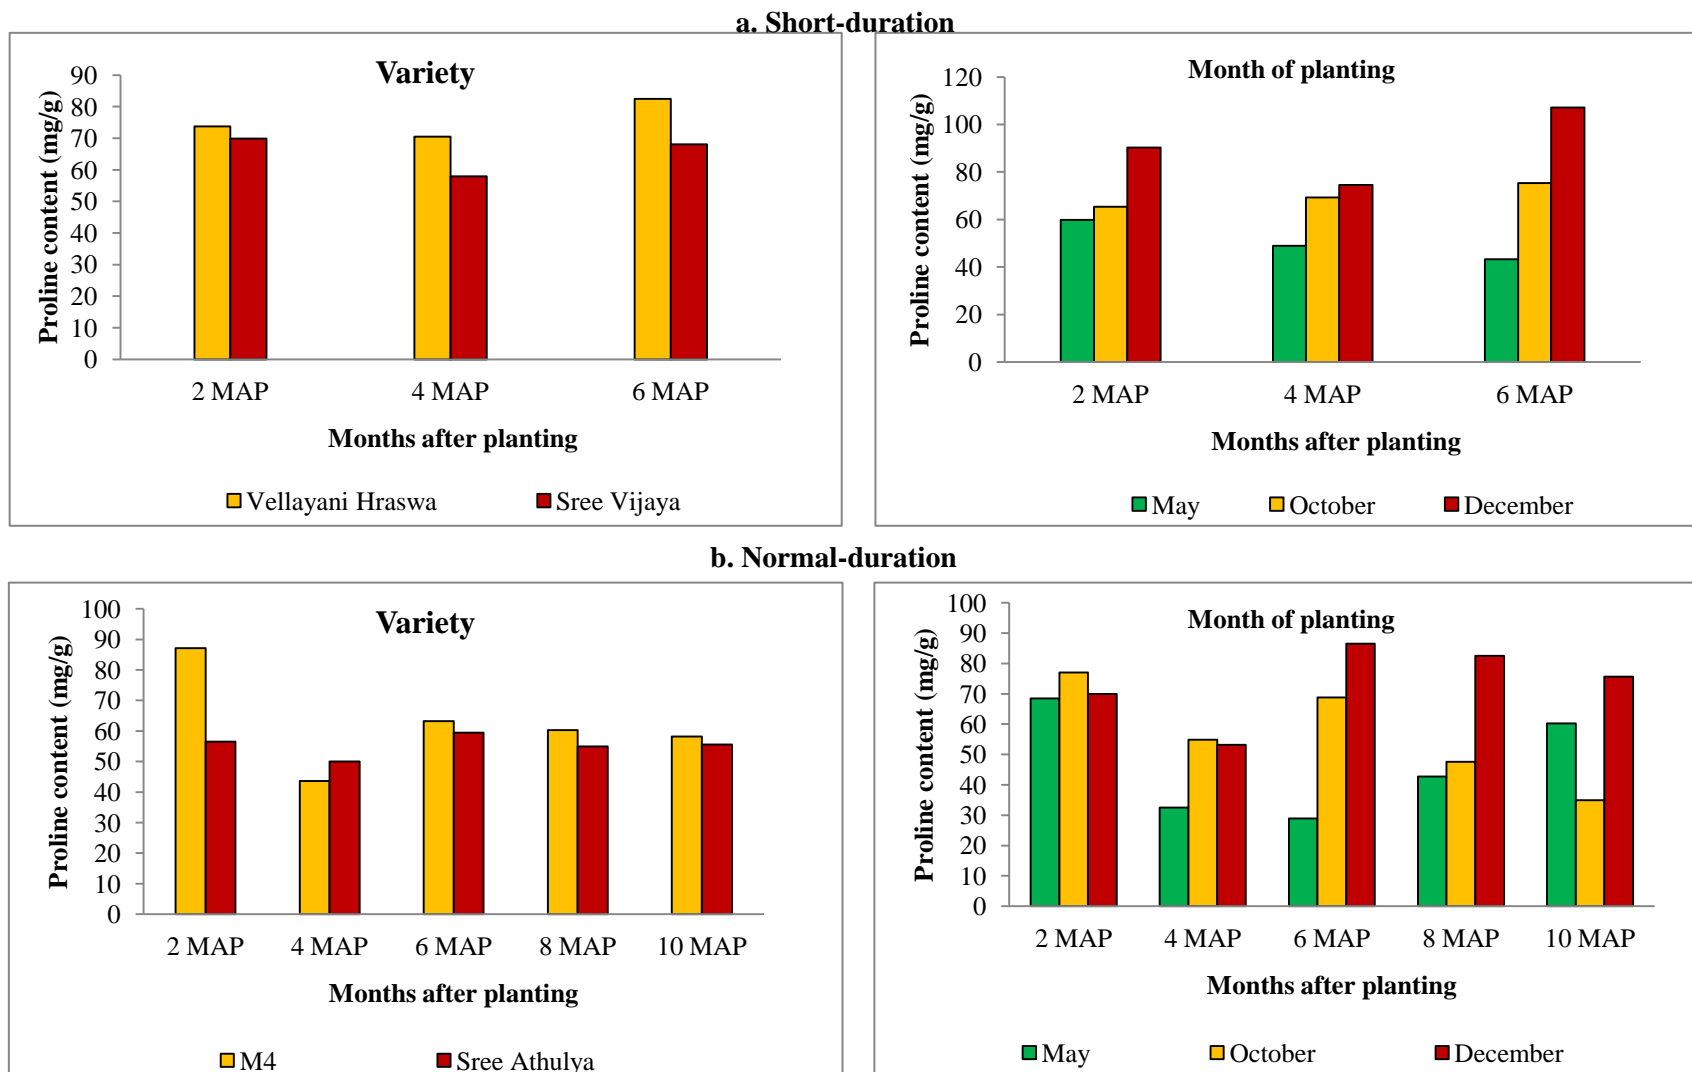 a. Short-duration
Variety
Proline content (mg/g)
90
80
70
60
50
40
30
20
10
0
2 MAP 4 MAP 6 MAP
Months after planting
Vellayani Hraswa Sree Vijaya
Month of planting
Proline content (mg/g)
120
100
80
60
40
20
0
2 MAP 4 MAP 6 MAP
Months after planting
May October December
b. Normal-duration
Variety
Proline content (mg/g)
100
90
80
70
60
50
40
30
20
10
0
2 MAP 4 MAP 6 MAP 8 MAP 10 MAP
Months after planting
M4 Sree Athulya
Month of planting
Proline content (mg/g)
100
90
80
70
60
50
40
30
20
10
0
2 MAP 4 MAP 6 MAP 8 MAP 10 MAP
Months after planting
May October December